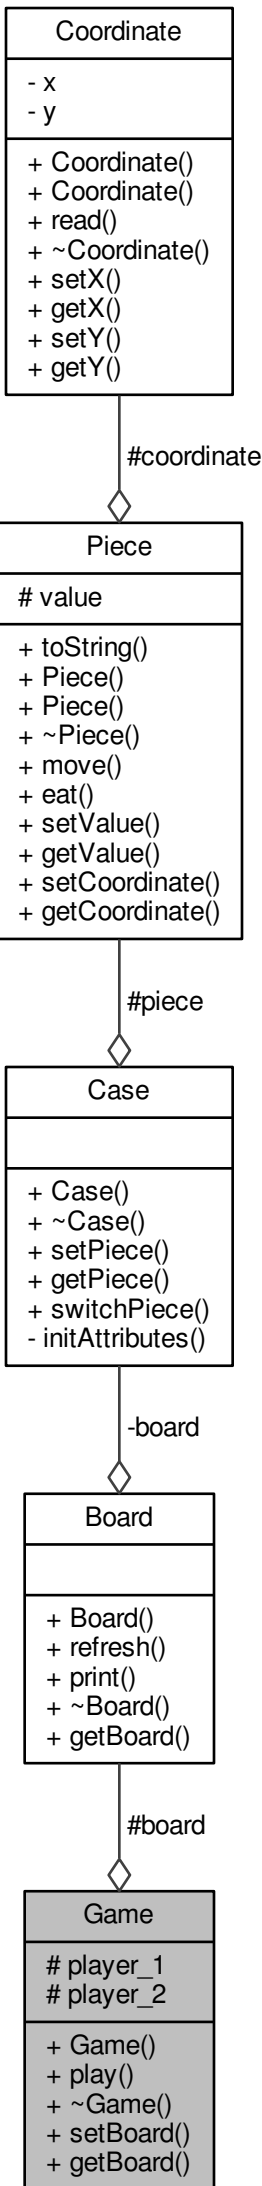 Coordinate
- x
- y
+ Coordinate()
+ Coordinate()
+ read()
+ ~Coordinate()
+ setX()
+ getX()
+ setY()
+ getY()
#coordinate
Piece
# value
+ toString()
+ Piece()
+ Piece()
+ ~Piece()
+ move()
+ eat()
+ setValue()
+ getValue()
+ setCoordinate()
+ getCoordinate()
#piece
Case
+ Case()
+ ~Case()
+ setPiece()
+ getPiece()
+ switchPiece()
- initAttributes()
-board
Board
+ Board()
+ refresh()
+ print()
+ ~Board()
+ getBoard()
#board
Game
# player_1
# player_2
+ Game()
+ play()
+ ~Game()
+ setBoard()
+ getBoard()